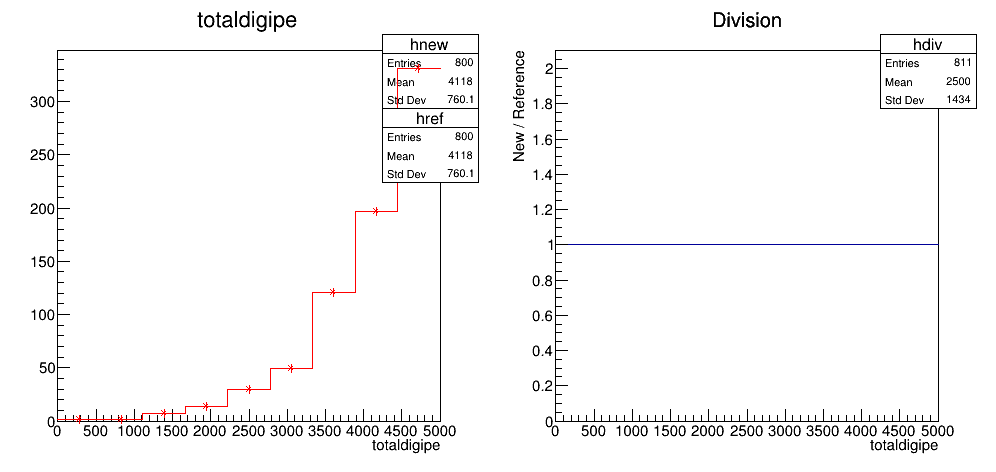 totaldigipe
hnew
Entries 800
Mean 4118
Std Dev 760.1
href
Entries 800
Mean 4118
Std Dev 760.1
300
250
200
150
100
50
0
0 500 1000 1500 2000 2500 3000 3500 4000 4500 5000
totaldigipe
Division
hdiv
Entries 811
Mean 2500
Std Dev 1434
New / Reference
2
1.8
1.6
1.4
1.2
1
0.8
0.6
0.4
0.2
0
0 500 1000 1500 2000 2500 3000 3500 4000 4500 5000
totaldigipe